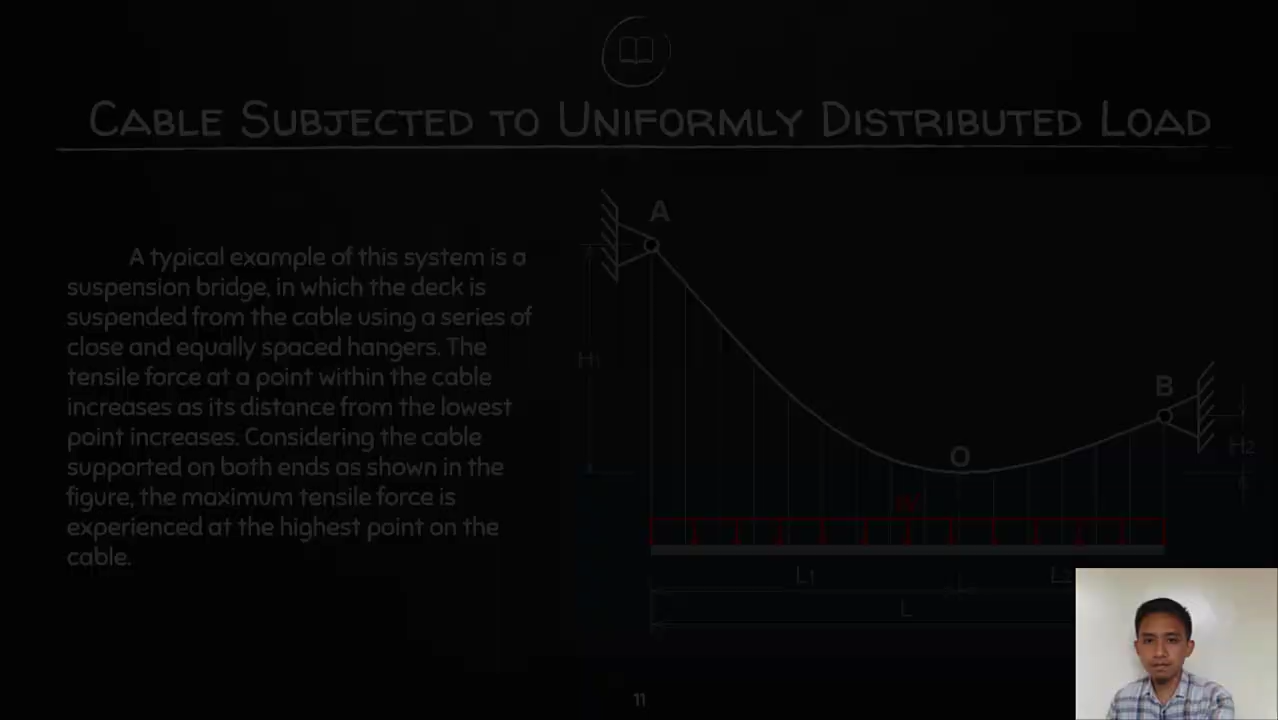 CABLE SUBJECTED TO UNIFORMLY DISTRIBUTED LOAD
A typical example of this system is a
suspension bridge, in which the deck is
suspended from the cable using a series of
close and equally spaced hangers. The
tensile force at a point within the cable
increases as its distance from the lowest
point increases. Considering the cable
supported on both ends as shown in the
figure, the maximum tensile force is
experienced at the highest point on the
cable.
A
B
H1
H2
O
L1
L2
L
11